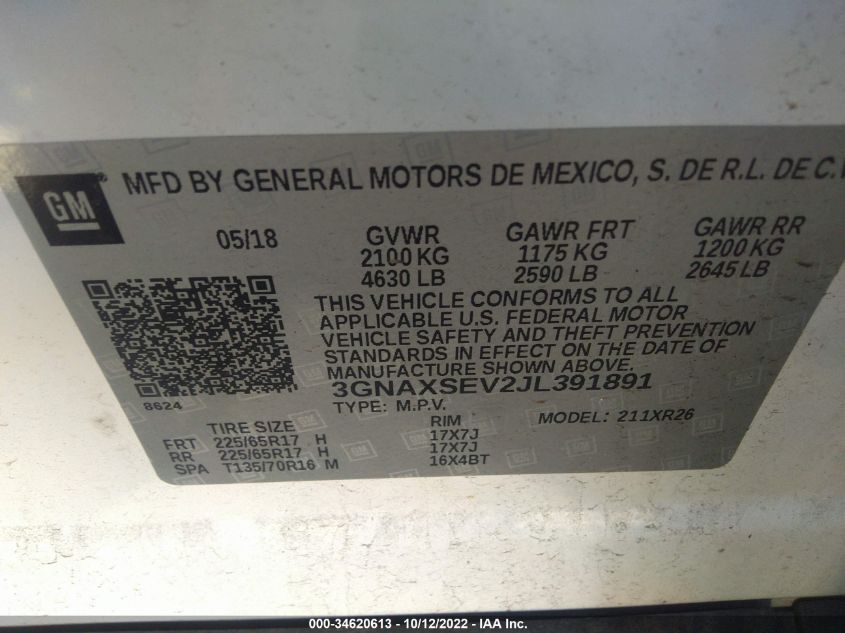 GM ® MFD BY GENERAL MOTORS DE MEXICO, S. DE R.L. DE C.V
05/18 GVWR GAWR FRT GAWR RR
2100 KG 1175 KG 1200 KG
4630 LB 2590 LB 2645 LB
THIS VEHICLE CONFORMS TO ALL
APPLICABLE U.S. FEDERAL MOTOR
VEHICLE SAFETY AND THEFT PREVENTION
STANDARDS IN EFFECT ON THE DATE OF
MANUFACTURE SHOWN ABOVE.
3GNAXSEV2JL391891
8624 TYPE: M.P.V. MODEL: 211XR26
TIRE SIZE RIM
FRT 225/65R17 H 17X7J
RR 225/65R17 H 17X7J
SPA T135/70R16 M 16X4BT
000-34620613 - 10/12/2022 - IAA Inc.